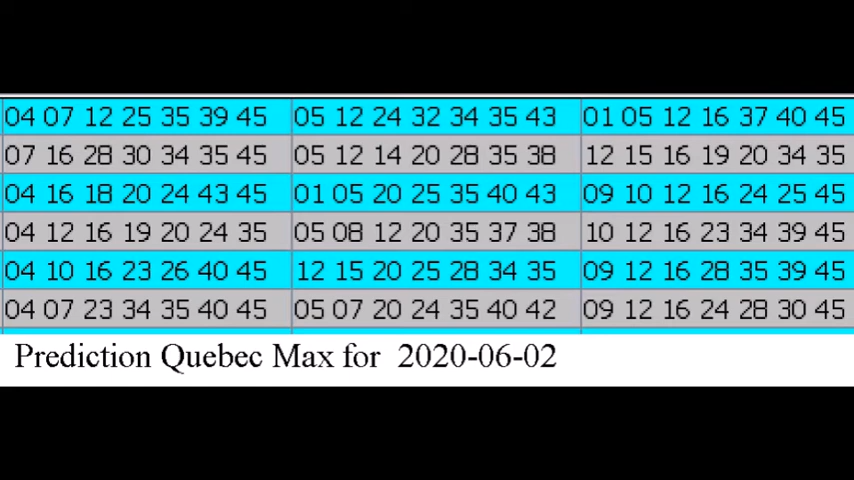 04 07 12 25 35 39 45 05 12 24 32 34 35 43 01 05 12 16 37 40 45
07 16 28 30 34 35 45 05 12 14 20 28 35 38 12 15 16 19 20 34 35
04 16 18 20 24 43 45 01 05 20 25 35 40 43 09 10 12 16 24 25 45
04 12 16 19 20 24 35 05 08 12 20 35 37 38 10 12 16 23 34 39 45
04 10 16 23 26 40 45 12 15 20 25 28 34 35 09 12 16 28 35 39 45
04 07 23 34 35 40 45 05 07 20 24 35 40 42 09 12 16 24 28 30 45
Prediction Quebec Max for 2020-06-02